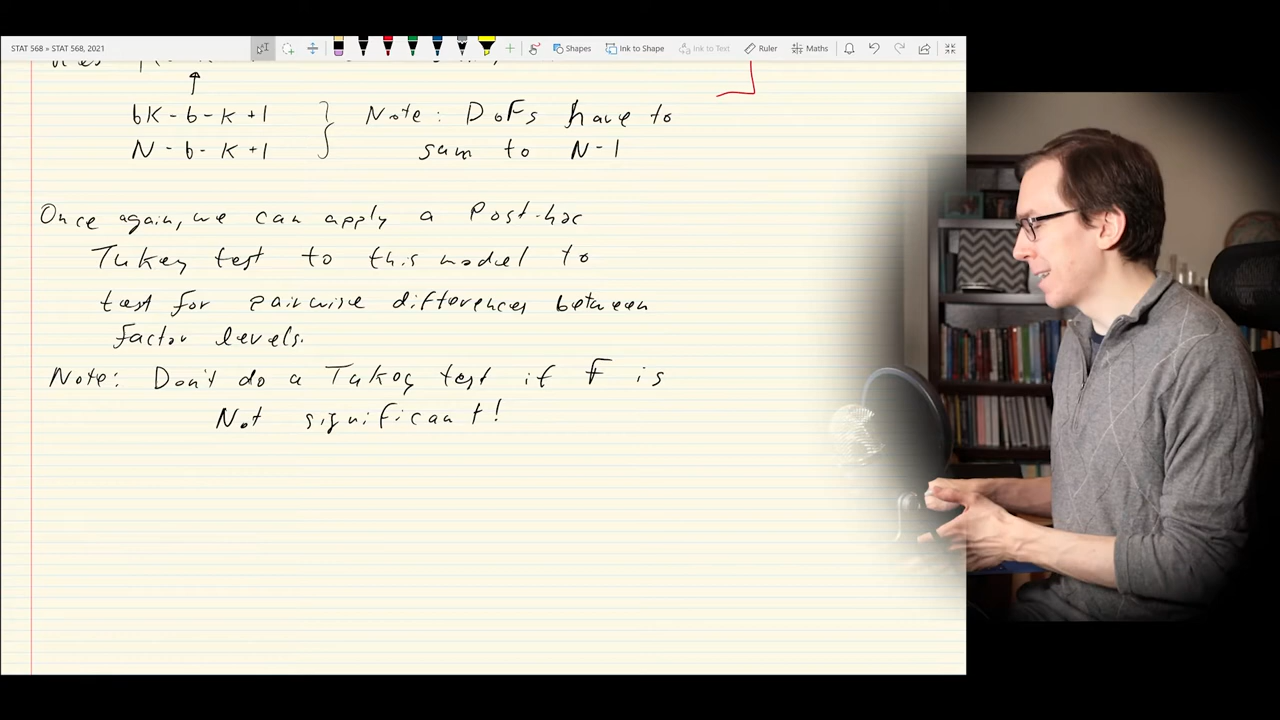 STAT 568 » STAT 568, 2021
Shapes
Ink to Shape
Ink to Text
Ruler
Maths
bK - b - K + 1
N - b - K + 1
Note: DoFs have to
sum to N-1
Once again, we can apply a Post-hoc
Tukey test to this model to
test for pairwise differences between
factor levels.
Note: Don't do a Tukey test if F is
Not significant!